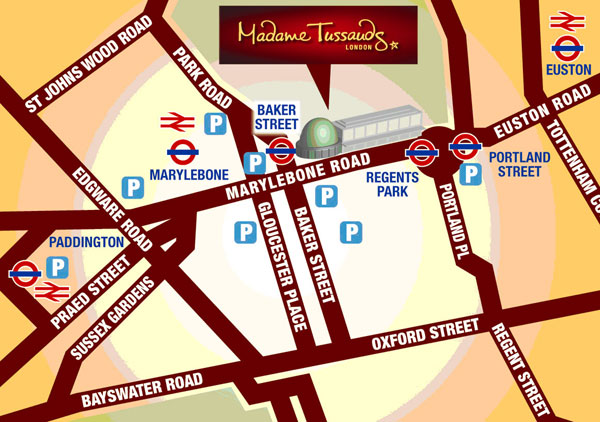 Madame Tussauds
LONDON
EUSTON
ST JOHNS WOOD ROAD
PARK ROAD
BAKER
STREET
EUSTON ROAD
P
MARYLEBONE
P
PORTLAND
STREET
TOTTENHAM CO
P
MARYLEBONE ROAD
REGENTS
PARK
P
EDGWARE ROAD
P
P
P
PADDINGTON
P
GLOUCESTER PLACE
BAKER STREET
PORTLAND PL
PRAED STREET
SUSSEX GARDENS
OXFORD STREET
REGENT STREET
BAYSWATER ROAD